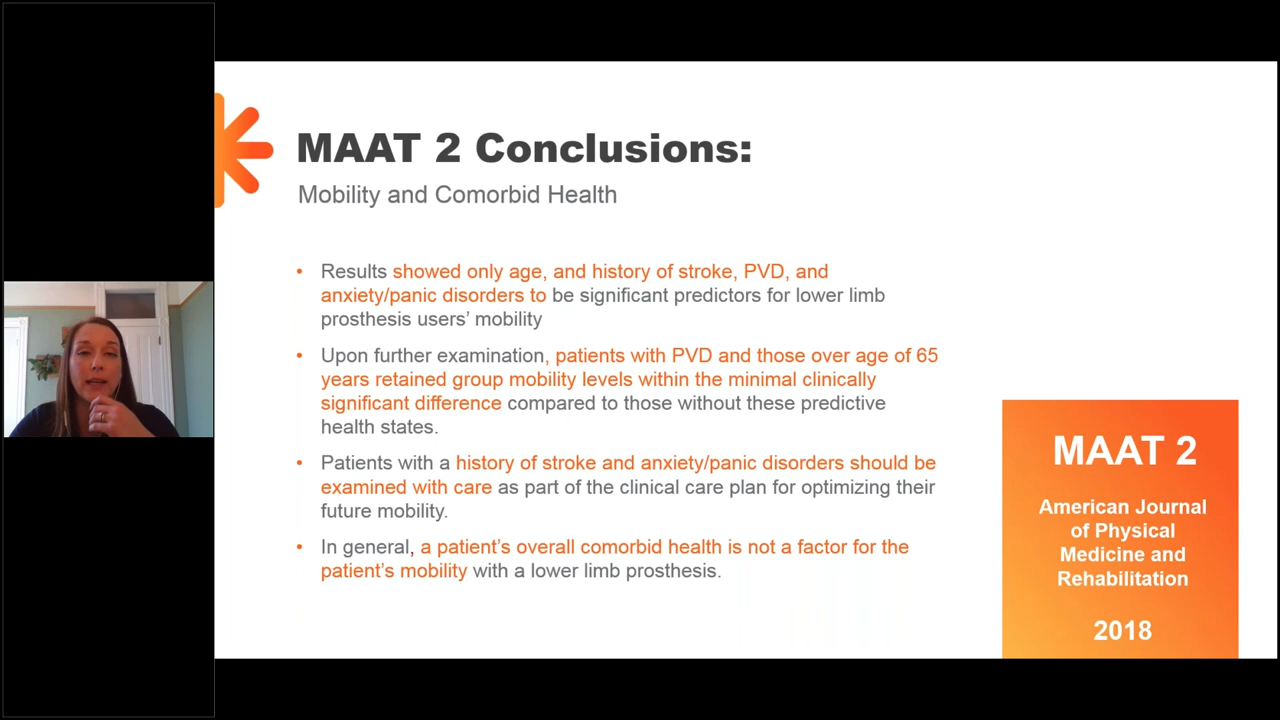 MAAT 2 Conclusions:
Mobility and Comorbid Health
• Results showed only age, and history of stroke, PVD, and
anxiety/panic disorders to be significant predictors for lower limb
prosthesis users’ mobility
• Upon further examination, patients with PVD and those over age of 65
years retained group mobility levels within the minimal clinically
significant difference compared to those without these predictive
health states.
• Patients with a history of stroke and anxiety/panic disorders should be
examined with care as part of the clinical care plan for optimizing their
future mobility.
• In general, a patient’s overall comorbid health is not a factor for the
patient’s mobility with a lower limb prosthesis.
MAAT 2
American Journal
of Physical
Medicine and
Rehabilitation
2018